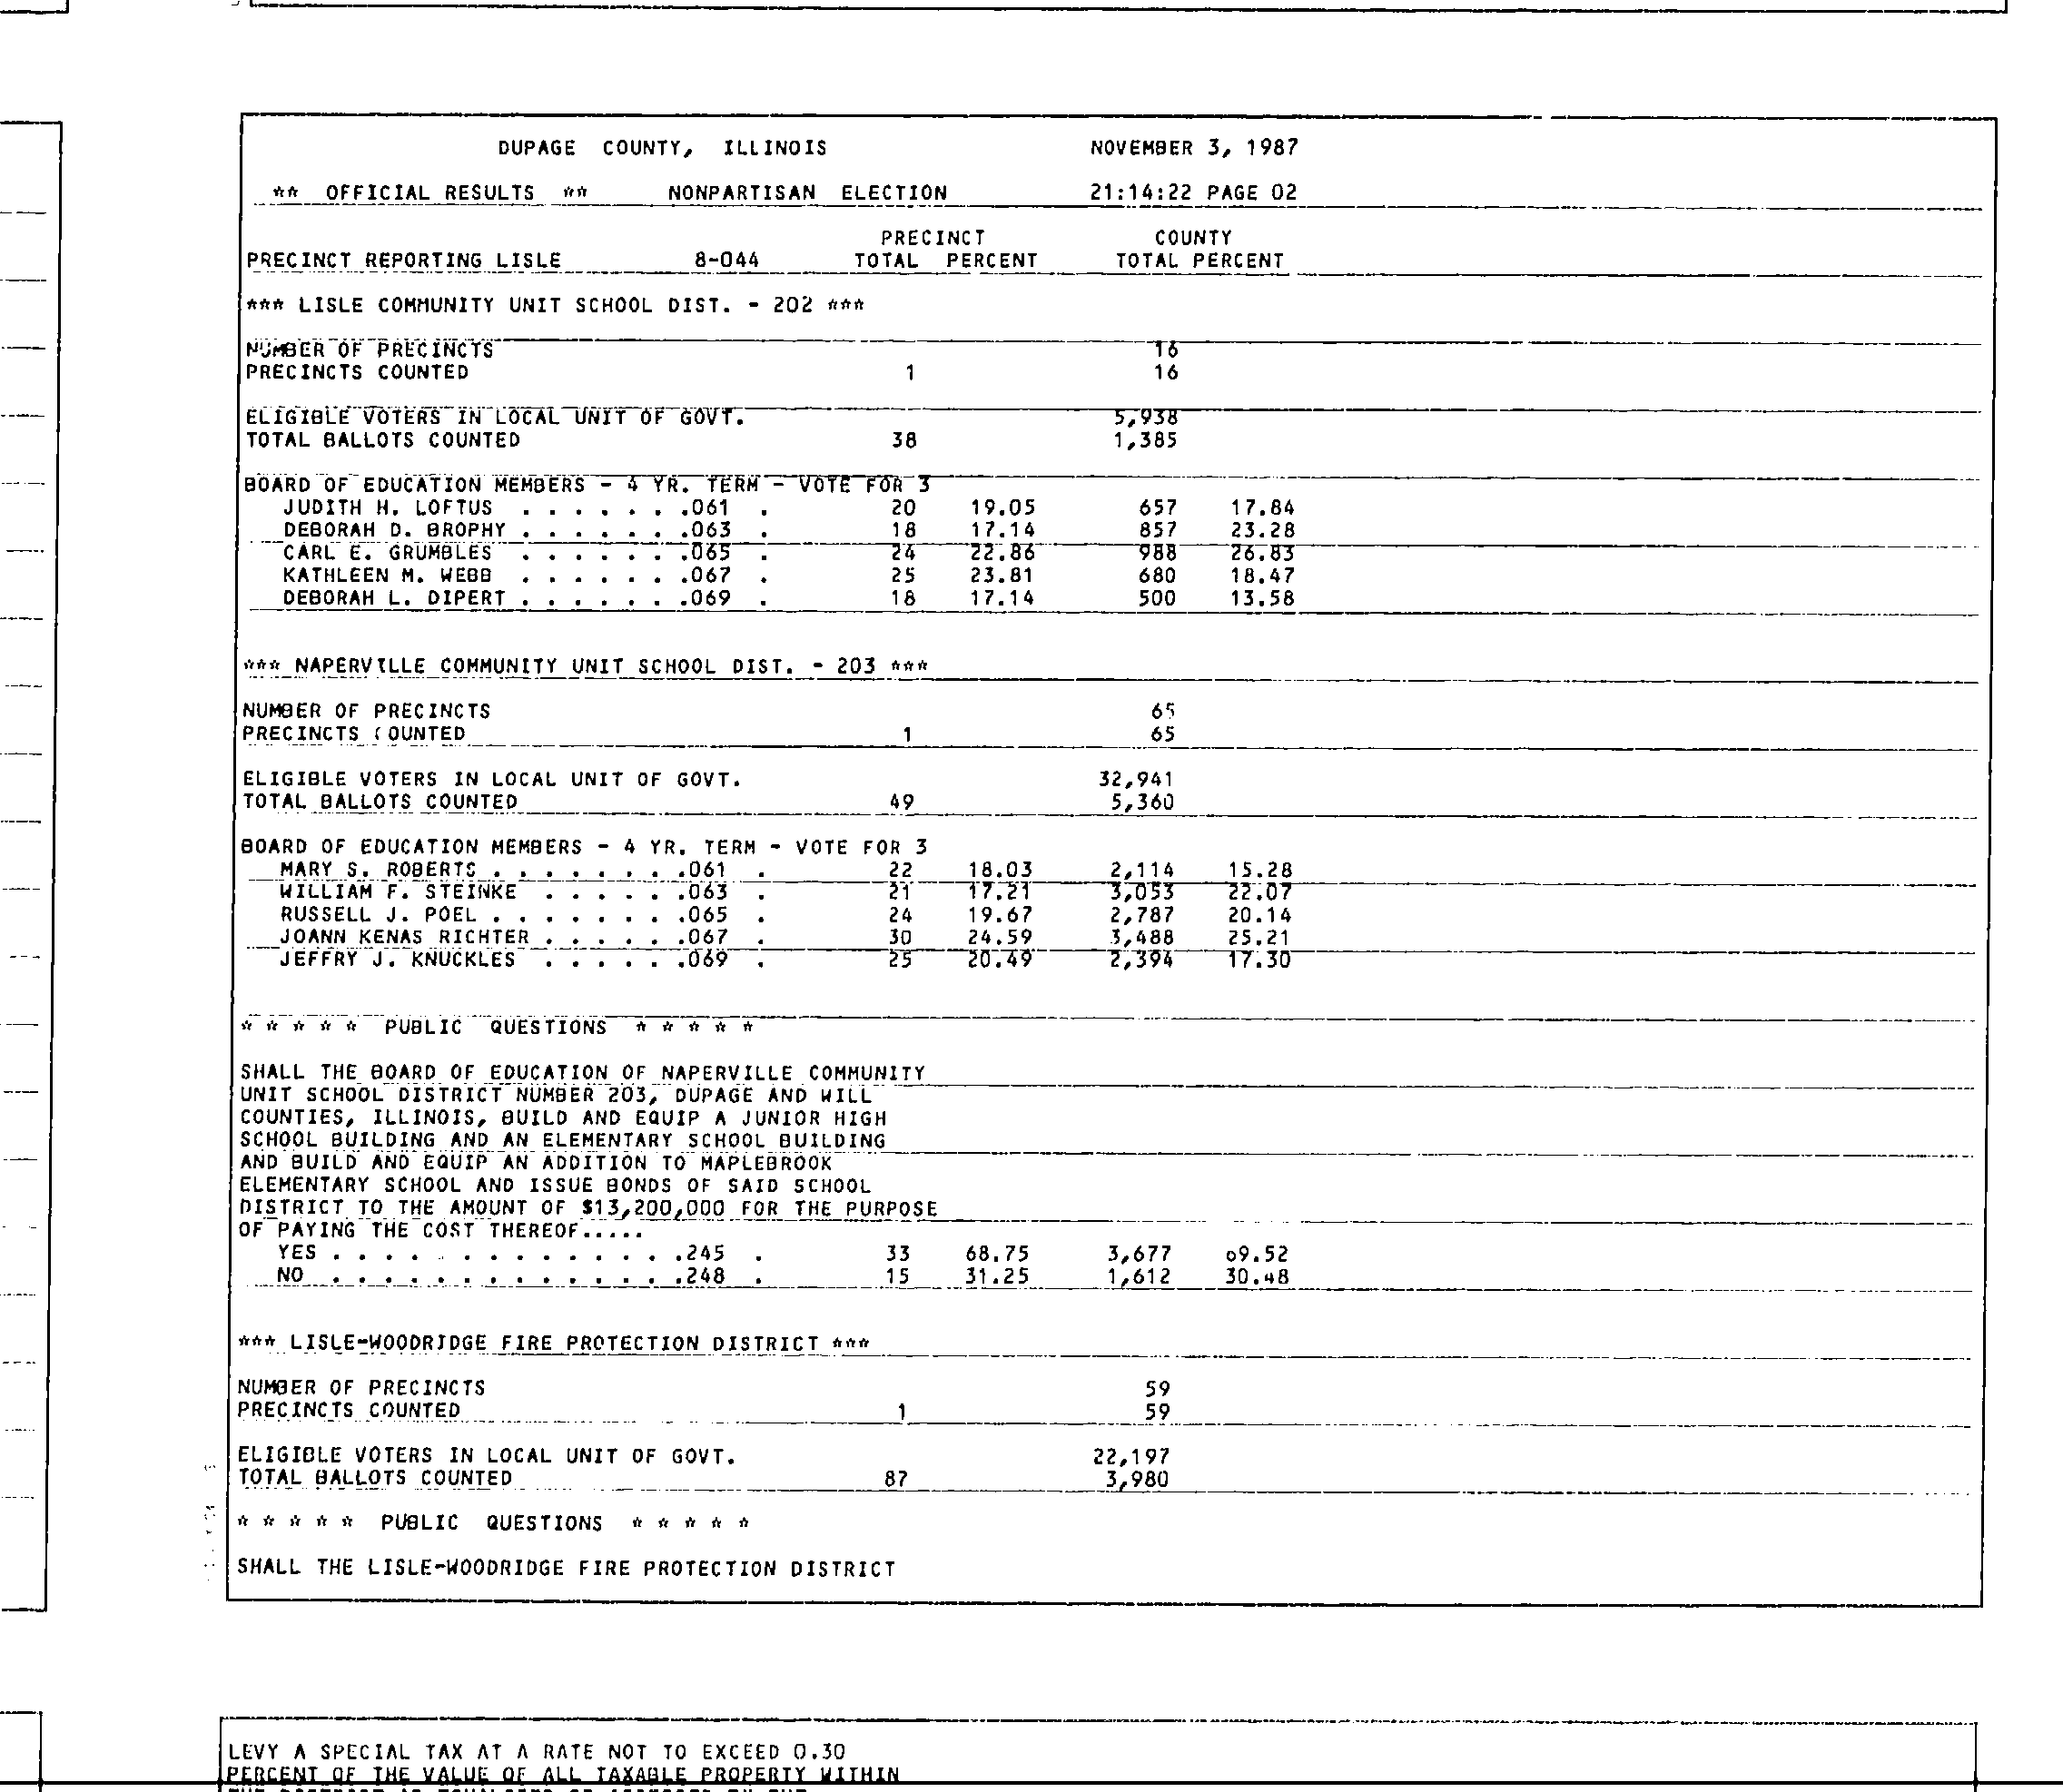 DUPAGE COUNTY, ILLINOIS NOVEMBER 3, 1987
** OFFICIAL RESULTS ** NONPARTISAN ELECTION 21:14:22 PAGE 02
PRECINCT COUNTY
PRECINCT REPORTING LISLE 8-044 TOTAL PERCENT TOTAL PERCENT
*** LISLE COMMUNITY UNIT SCHOOL DIST. - 202 ***
NUMBER OF PRECINCTS 16
PRECINCTS COUNTED 1 16
ELIGIBLE VOTERS IN LOCAL UNIT OF GOVT. 5,938
TOTAL BALLOTS COUNTED 38 1,385
BOARD OF EDUCATION MEMBERS - 4 YR. TERM - VOTE FOR 3
JUDITH H. LOFTUS . . . . . . .061 . 20 19.05 657 17.84
DEBORAH D. BROPHY . . . . . . .063 . 18 17.14 857 23.28
CARL E. GRUMBLES . . . . . . .065 . 24 22.86 988 26.83
KATHLEEN M. WEBB . . . . . . .067 . 25 23.81 680 18.47
DEBORAH L. DIPERT . . . . . . .069 . 18 17.14 500 13.58
*** NAPERVILLE COMMUNITY UNIT SCHOOL DIST. - 203 ***
NUMBER OF PRECINCTS 65
PRECINCTS COUNTED 1 65
ELIGIBLE VOTERS IN LOCAL UNIT OF GOVT. 32,941
TOTAL BALLOTS COUNTED 49 5,360
BOARD OF EDUCATION MEMBERS - 4 YR. TERM - VOTE FOR 3
MARY S. ROBERTS . . . . . . . .061 . 22 18.03 2,114 15.28
WILLIAM F. STEINKE . . . . . .063 . 21 17.21 3,053 22.07
RUSSELL J. POEL . . . . . . . .065 . 24 19.67 2,787 20.14
JOANN KENAS RICHTER . . . . . .067 . 30 24.59 3,488 25.21
JEFFRY J. KNUCKLES . . . . . .069 . 25 20.49 2,394 17.30
* * * * * PUBLIC QUESTIONS * * * * *
SHALL THE BOARD OF EDUCATION OF NAPERVILLE COMMUNITY
UNIT SCHOOL DISTRICT NUMBER 203, DUPAGE AND WILL
COUNTIES, ILLINOIS, BUILD AND EQUIP A JUNIOR HIGH
SCHOOL BUILDING AND AN ELEMENTARY SCHOOL BUILDING
AND BUILD AND EQUIP AN ADDITION TO MAPLEBROOK
ELEMENTARY SCHOOL AND ISSUE BONDS OF SAID SCHOOL
DISTRICT TO THE AMOUNT OF $13,200,000 FOR THE PURPOSE
OF PAYING THE COST THEREOF.....
YES . . . . . . . . . . . . . .245 . 33 68.75 3,677 69.52
NO . . . . . . . . . . . . . .248 . 15 31.25 1,612 30.48
*** LISLE-WOODRIDGE FIRE PROTECTION DISTRICT ***
NUMBER OF PRECINCTS 59
PRECINCTS COUNTED 1 59
ELIGIBLE VOTERS IN LOCAL UNIT OF GOVT. 22,197
TOTAL BALLOTS COUNTED 87 3,980
* * * * * PUBLIC QUESTIONS * * * * *
SHALL THE LISLE-WOODRIDGE FIRE PROTECTION DISTRICT
LEVY A SPECIAL TAX AT A RATE NOT TO EXCEED 0.30
PERCENT OF THE VALUE OF ALL TAXABLE PROPERTY WITHIN